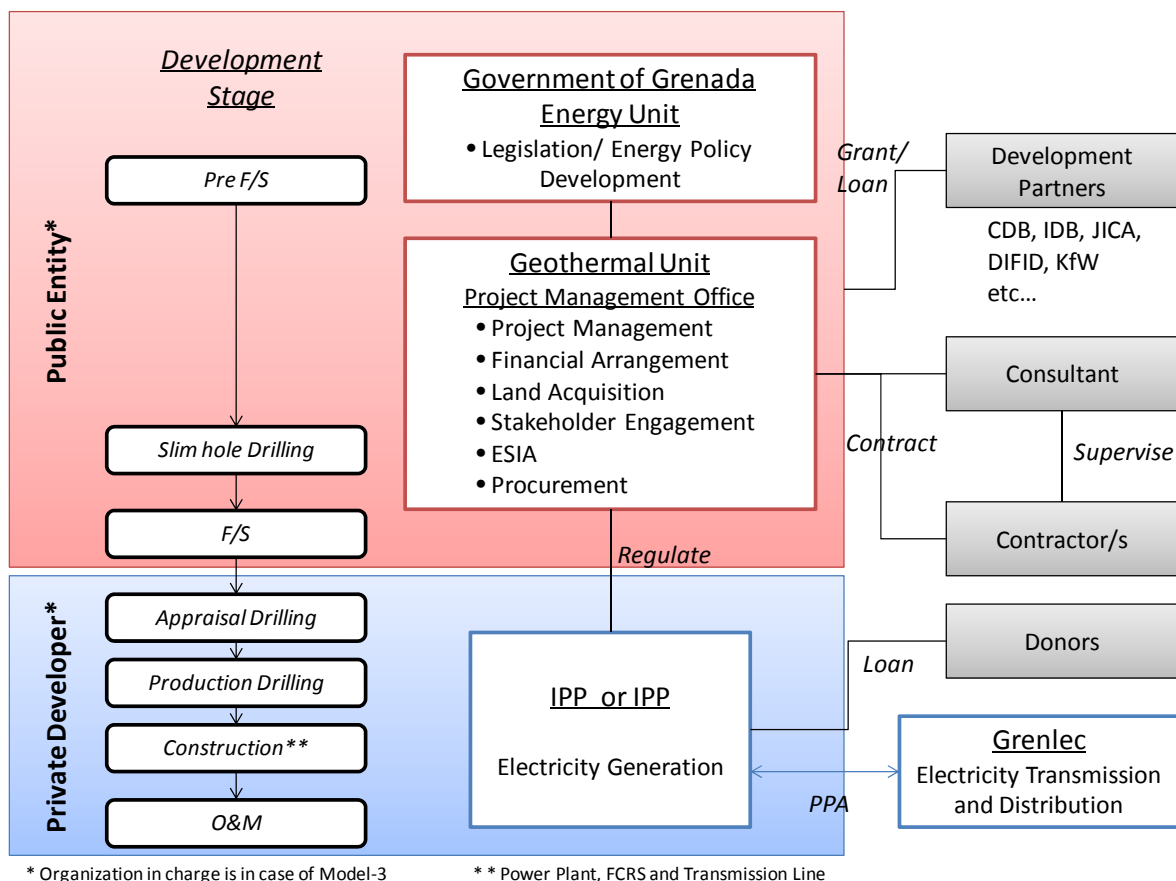 Development
Stage
Public Entity*
Pre F/S
Slim hole Drilling
F/S
Government of Grenada
Energy Unit
• Legislation/ Energy Policy
Development
Geothermal Unit
Project Management Office
• Project Management
• Financial Arrangement
• Land Acquisition
• Stakeholder Engagement
• ESIA
• Procurement
Grant/
Loan
Development
Partners
CDB, IDB, JICA,
DIFID, KfW
etc...
Consultant
Contract
Supervise
Contractor/s
Regulate
Private Developer*
Appraisal Drilling
Production Drilling
Construction**
O&M
IPP or IPP
Electricity Generation
Loan
Donors
PPA
Grenlec
Electricity Transmission
and Distribution
* Organization in charge is in case of Model-3
* * Power Plant, FCRS and Transmission Line